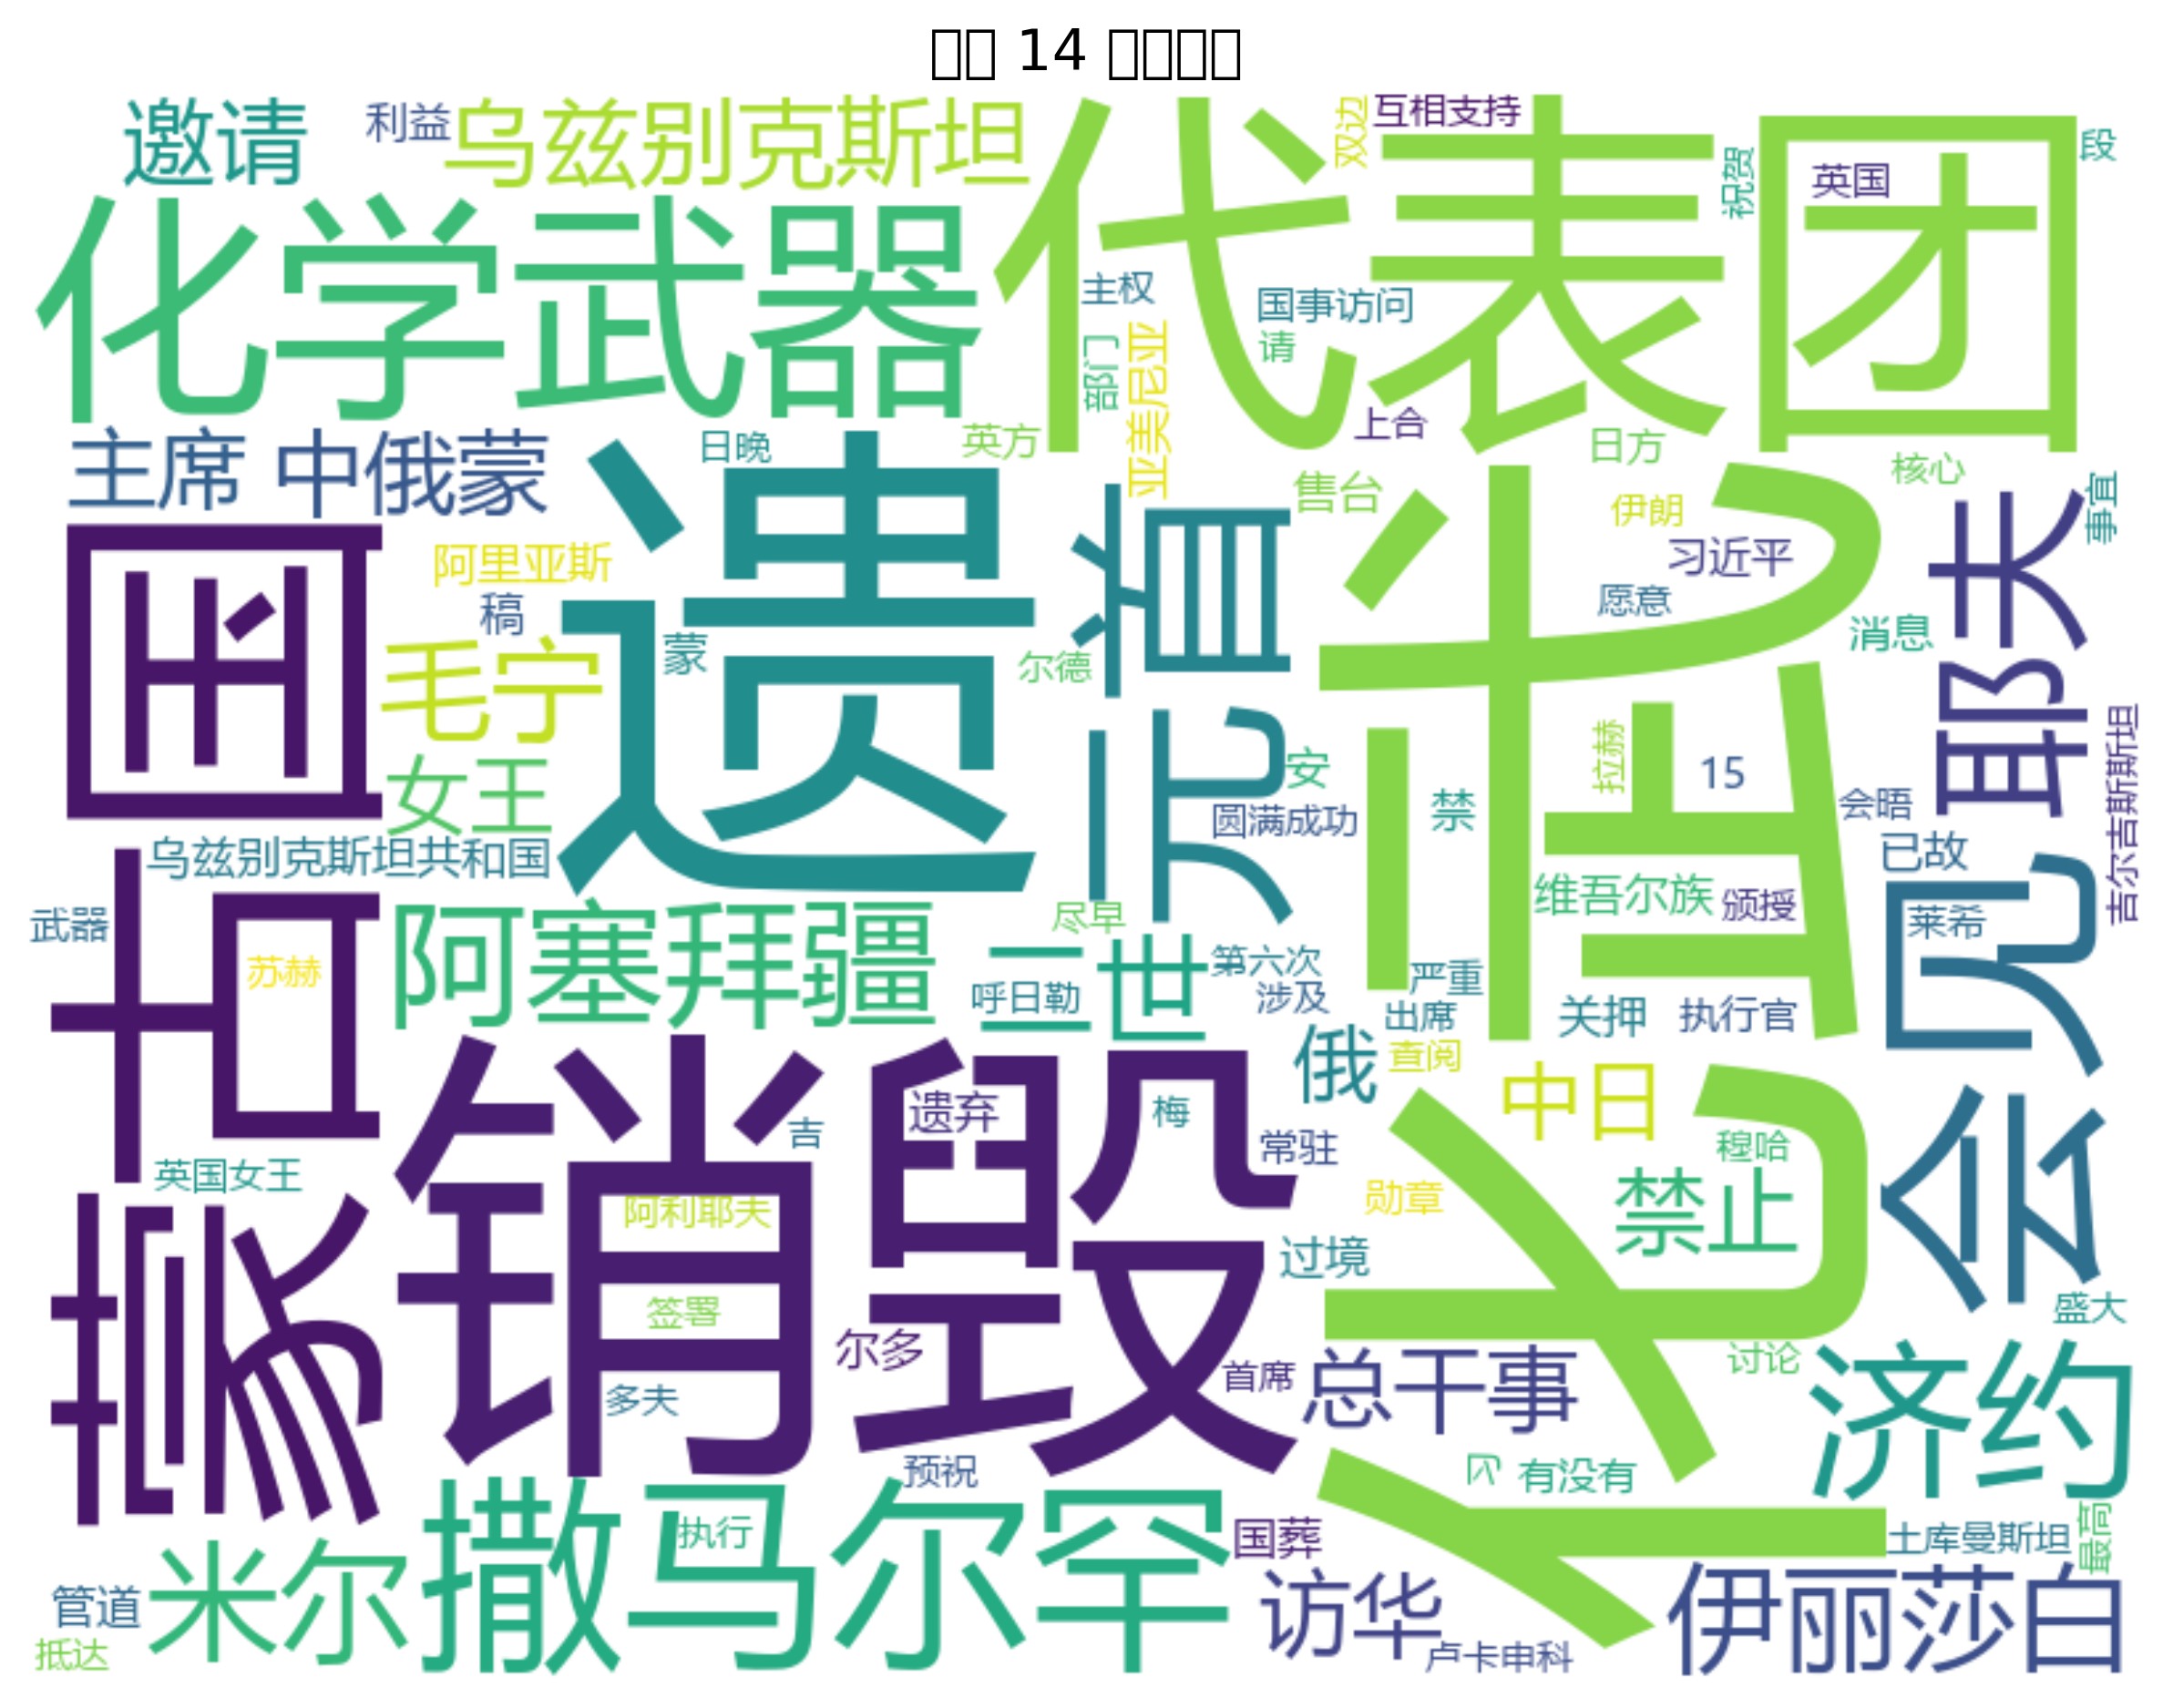 14
邀请
利益
乌兹别克斯坦
代表团
双边
互相支持
祝贺
英国
段
化学武器
主权
国事访问
请
部门
亚美尼亚
上合
日方
核心
事宜
主席
中俄蒙
日晚
英方
售台
伊朗
习近平
愿意
消息
阿里亚斯
稿
毛宁
蒙
遗
尔德
元首
米尔济约耶夫
会见
蒙古国
女王
安
圆满成功
禁
拉赫
15
会晤
已故
吉尔吉斯斯坦
乌兹别克斯坦共和国
武器
苏赫
阿塞拜疆
尽早
二世
呼日勒
第六次
涉及
维吾尔族
颁授
莱希
严重
出席
关押
执行官
俄
查阅
中日
销毁
遗弃
梅
吉
常驻
英国女王
阿利耶夫
勋章
穆哈
禁止
过境
签署
尔多
多夫
首席
总干事
讨论
盛大
济约
预祝
有没有
撒马尔罕
执行
国葬
土库曼斯坦
最高
米尔
管道
抵达
访华
卢卡申科
伊丽莎白